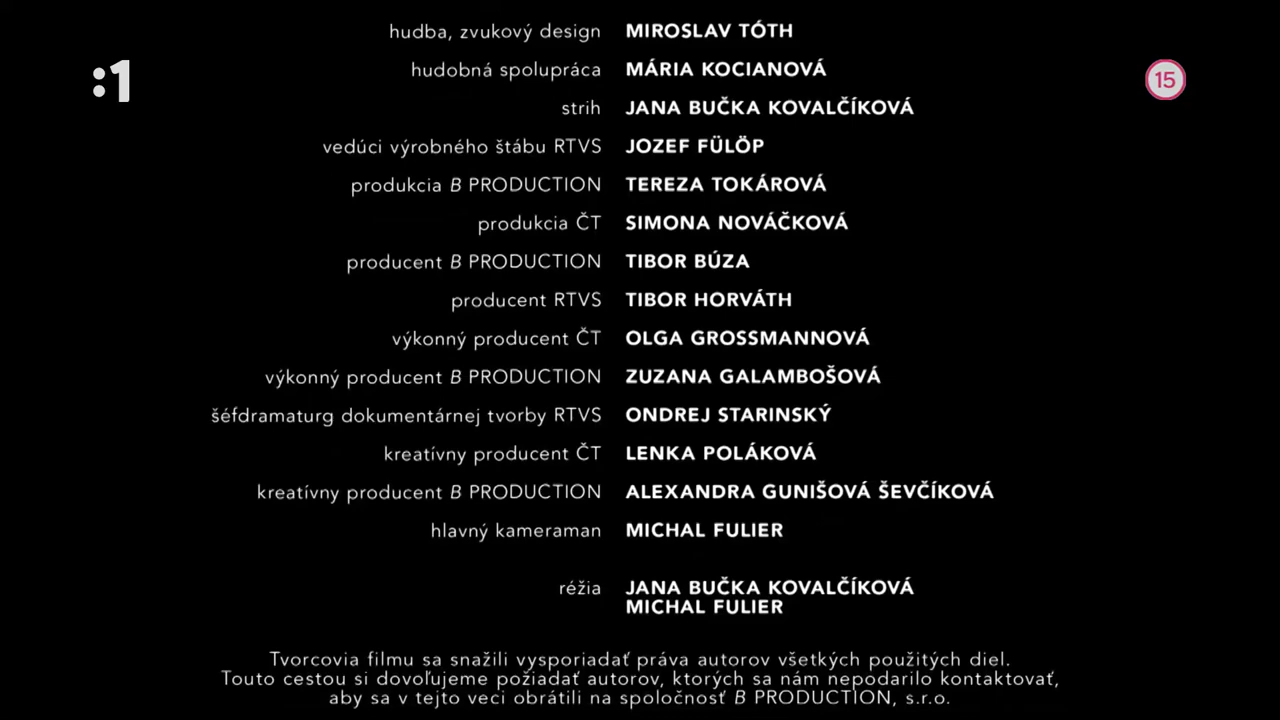 hudba, zvukový design MIROSLAV TÓTH
:1
hudobná spolupráca MÁRIA KOCIANOVÁ
15
strih JANA BUČKA KOVALČÍKOVÁ
vedúci výrobného štábu RTVS JOZEF FÜLÖP
produkcia B PRODUCTION TEREZA TOKÁROVÁ
produkcia ČT SIMONA NOVÁČKOVÁ
producent B PRODUCTION TIBOR BÚZA
producent RTVS TIBOR HORVÁTH
výkonný producent ČT OLGA GROSSMANNOVÁ
výkonný producent B PRODUCTION ZUZANA GALAMBOŠOVÁ
šéfdramaturg dokumentárnej tvorby RTVS ONDREJ STARINSKÝ
kreatívny producent ČT LENKA POLÁKOVÁ
kreatívny producent B PRODUCTION ALEXANDRA GUNIŠOVÁ ŠEVČÍKOVÁ
hlavný kameraman MICHAL FULIER
réžia JANA BUČKA KOVALČÍKOVÁ
MICHAL FULIER
Tvorcovia filmu sa snažili vysporiadať práva autorov všetkých použitých diel.
Touto cestou si dovoľujeme požiadať autorov, ktorých sa nám nepodarilo kontaktovať,
aby sa v tejto veci obrátili na spoločnosť B PRODUCTION, s.r.o.